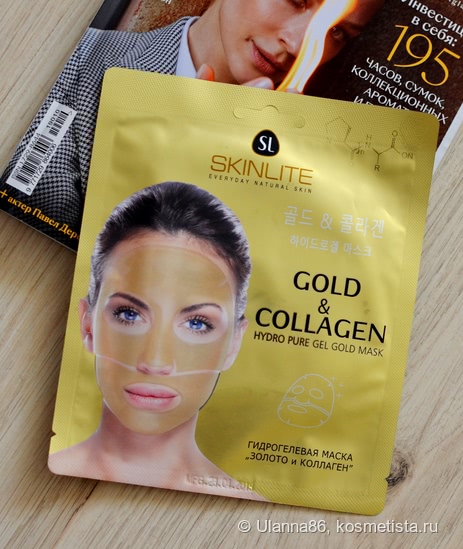 Инвестиц
в себя:
195
ЧАСОВ, СУМОК,
КОЛЛЕКЦИОННЫХ
+ актер Павел Дер
SL
SKINLITE
EVERYDAY NATURAL SKIN
골드 & 콜라겐
하이드로겔 마스크
GOLD
&
COLLAGEN
HYDRO PURE GEL GOLD MASK
ГИДРОГЕЛЕВАЯ МАСКА
„ЗОЛОТО и КОЛЛАГЕН"
© Ulanna86, kosmetista.ru